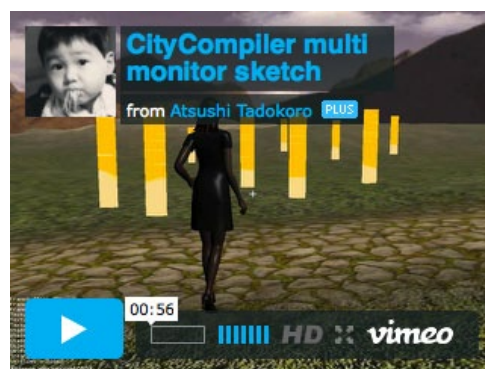 CityCompiler multi
monitor sketch
from Atsushi Tadokoro PLUS
00:56
HD vimeo